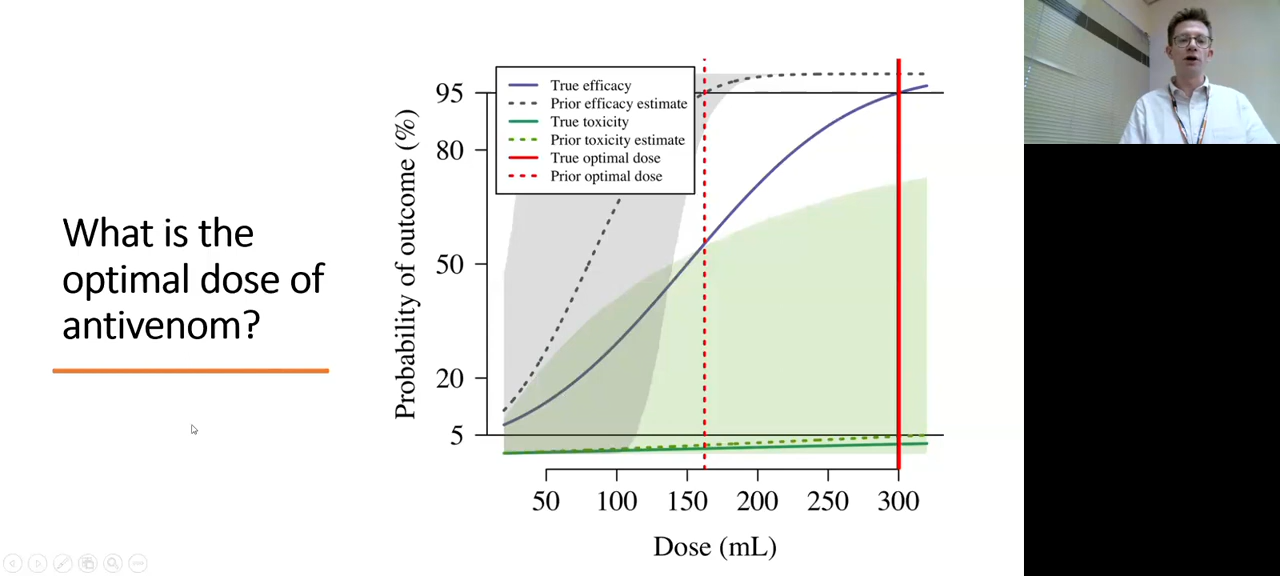 What is the
optimal dose of
antivenom?
Probability of outcome (%)
95
80
50
20
5
True efficacy
Prior efficacy estimate
True toxicity
Prior toxicity estimate
True optimal dose
Prior optimal dose
50 100 150 200 250 300
Dose (mL)